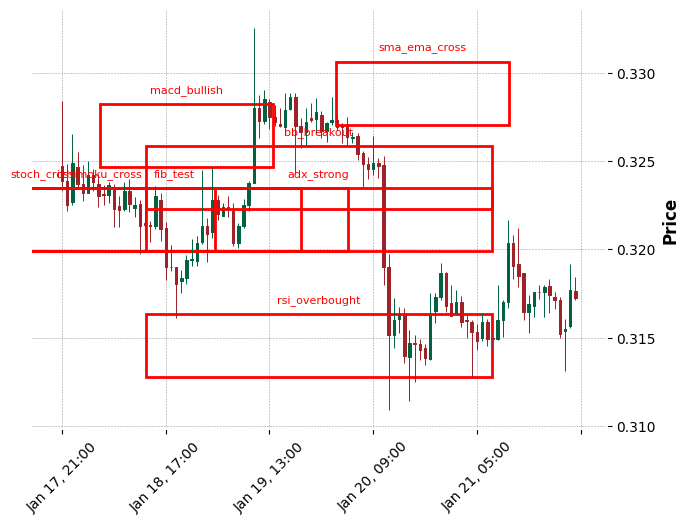 sma_ema_cross
0.330
macd_bullish
bb_breakout
0.325
stoch_cross
fib_test
adx_strong
Price
0.320
rsi_overbought
0.315
0.310
Jan 17, 21:00
Jan 18, 17:00
Jan 19, 13:00
Jan 20, 09:00
Jan 21, 05:00